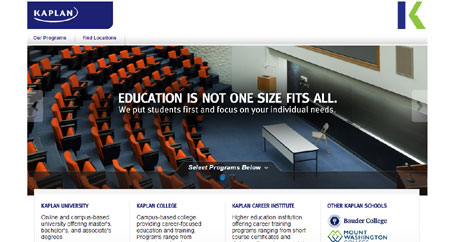 KAPLAN
Our Programs
Find Locations
EDUCATION IS NOT ONE SIZE FITS ALL.
We put students first and focus on your individual needs.
Select Programs Below
KAPLAN UNIVERSITY
Online and campus-based
university offering master's,
bachelor's, and associate's
degrees
KAPLAN COLLEGE
Campus-based college
providing career-focused
education and training.
Programs range from
KAPLAN CAREER INSTITUTE
Higher education institution
offering career training
programs ranging from short
course certificates and
OTHER KAPLAN SCHOOLS
Bauder College
MOUNT
WASHINGTON